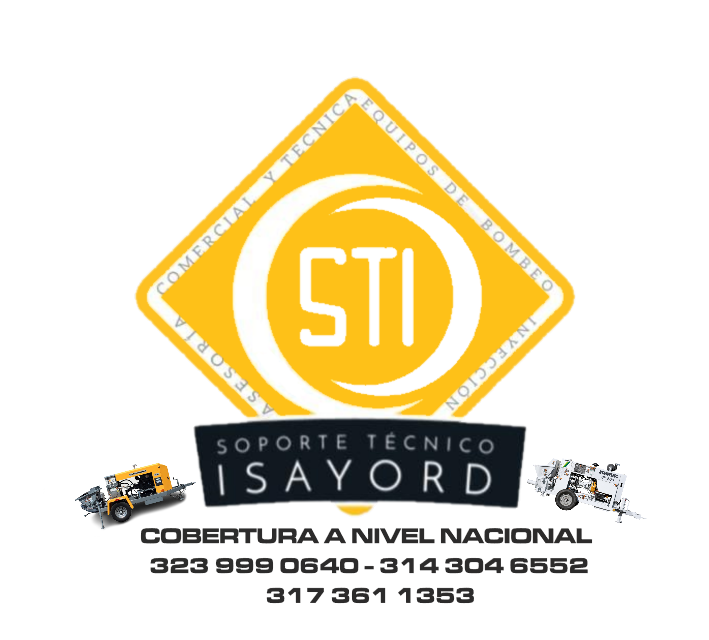 ASESORÍA COMERCIAL Y TECNICA
EQUIPOS DE BOMBEO INYECCIÓN
STI
SOPORTE TÉCNICO
ISAYORD
COBERTURA A NIVEL NACIONAL
323 999 0640 - 314 304 6552
317 361 1353